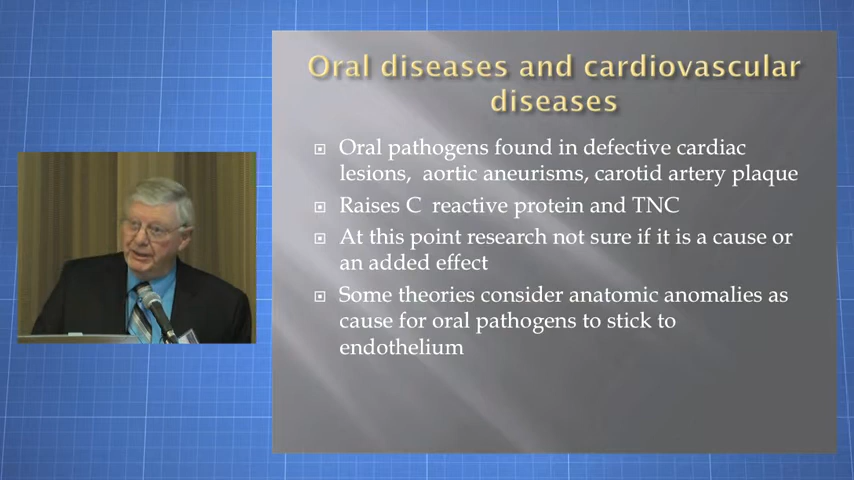 Oral diseases and cardiovascular
diseases
Oral pathogens found in defective cardiac
lesions, aortic aneurisms, carotid artery plaque
Raises C reactive protein and TNC
At this point research not sure if it is a cause or
an added effect
Some theories consider anatomic anomalies as
cause for oral pathogens to stick to
endothelium